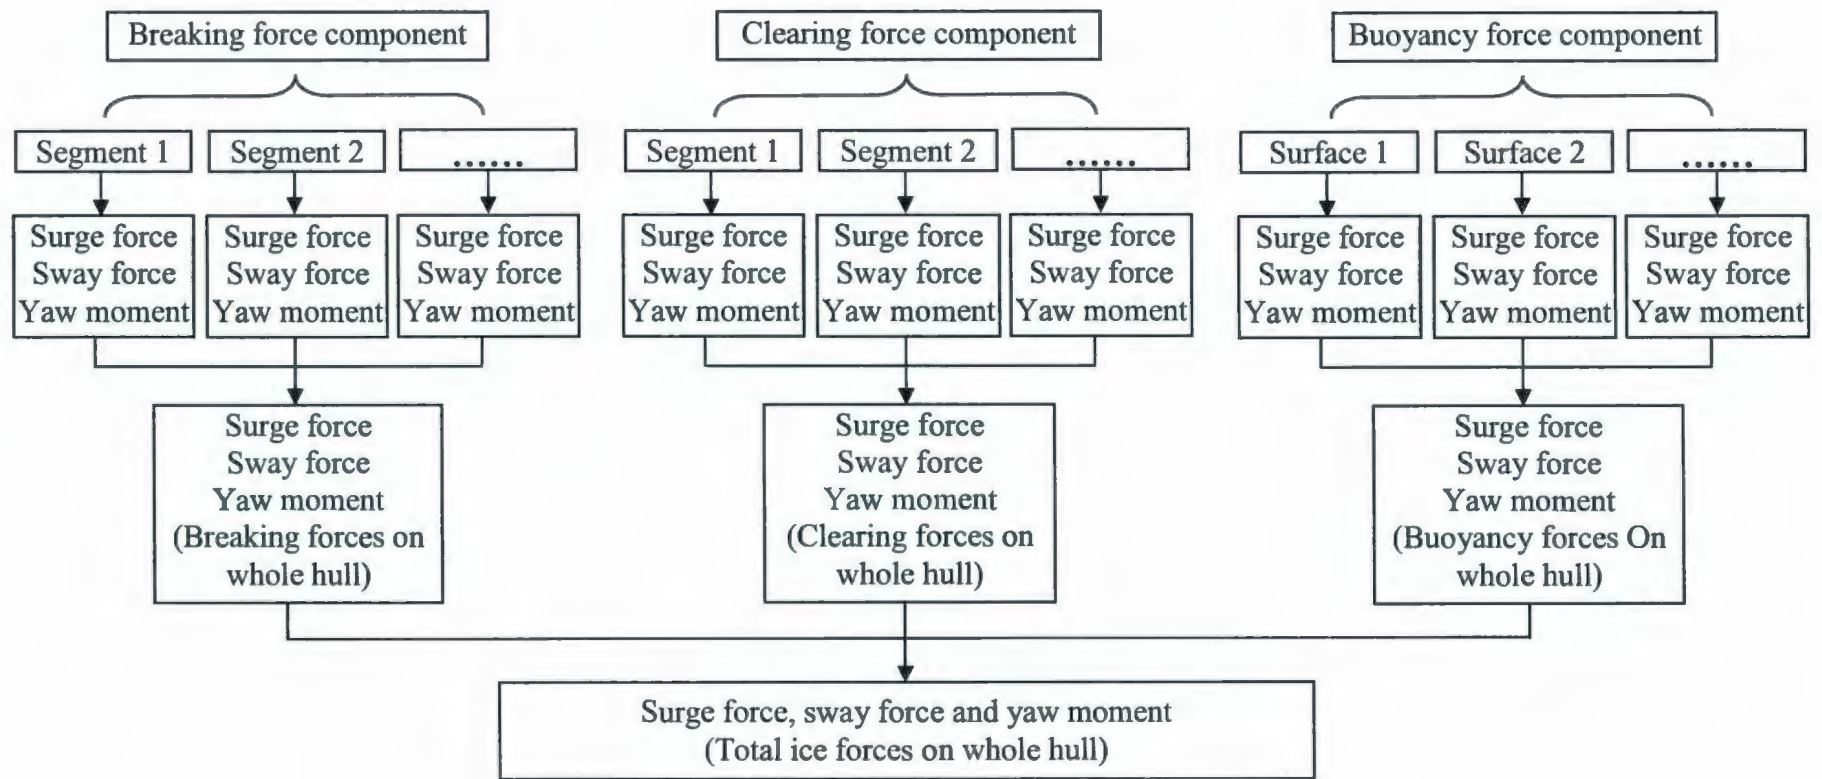 Breaking force component
Clearing force component
Buoyancy force component
Segment 1
Segment 2
......
Segment 1
Segment 2
......
Surface 1
Surface 2
......
Surge force
Sway force
Yaw moment
Surge force
Sway force
Yaw moment
Surge force
Sway force
Yaw moment
Surge force
Sway force
Yaw moment
Surge force
Sway force
Yaw moment
Surge force
Sway force
Yaw moment
Surge force
Sway force
Yaw moment
Surge force
Sway force
Yaw moment
Surge force
Sway force
Yaw moment
Surge force
Sway force
Yaw moment
(Breaking forces on
whole hull)
Surge force
Sway force
Yaw moment
(Clearing forces on
whole hull)
Surge force
Sway force
Yaw moment
(Buoyancy forces On
whole hull)
Surge force, sway force and yaw moment
(Total ice forces on whole hull)